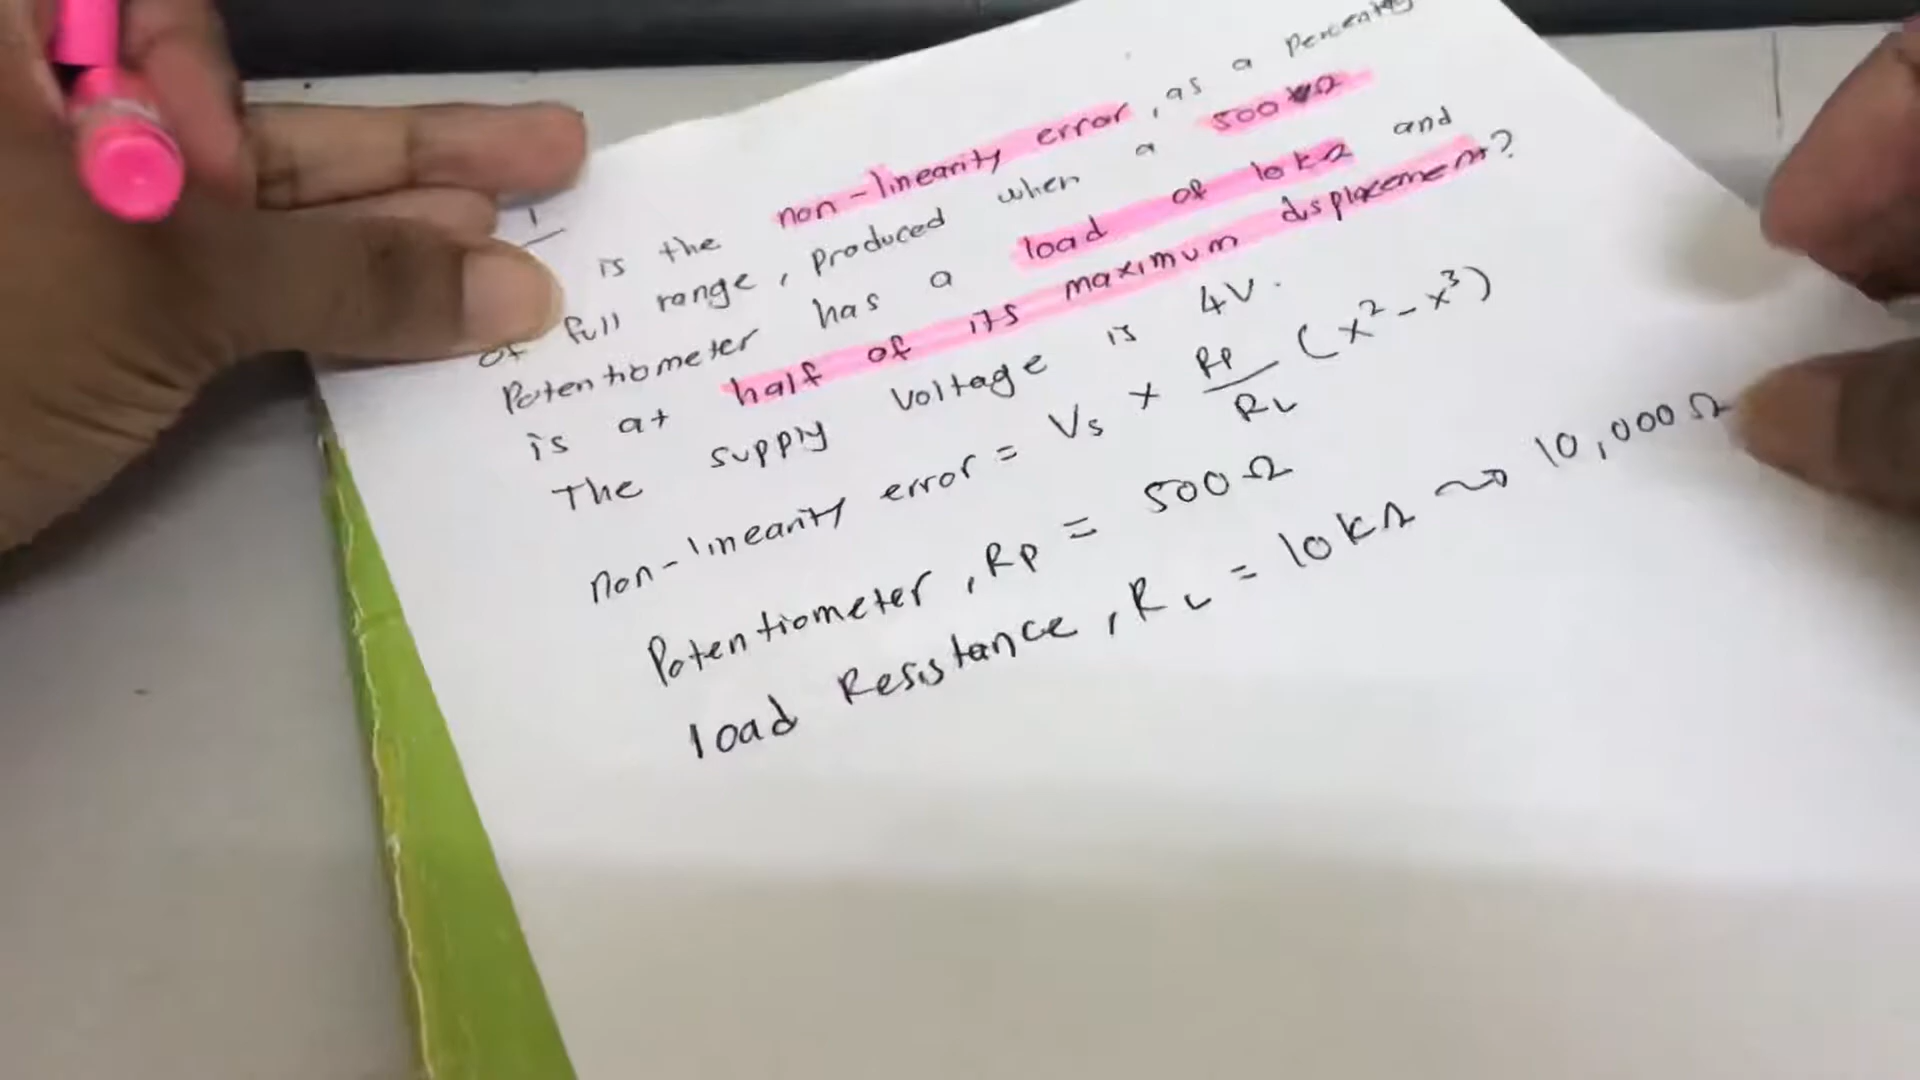 is the non-linearity error, as a
of full range, produced when a 500 Ω
Potentiometer has a load of 10kΩ and
is at half of its maximum displacement?
The supply voltage is 4V.
non-linearity error = Vs × Rp/RL (x² - x³)
Potentiometer, Rp = 500Ω
load Resistance, RL = 10kΩ ⟿ 10,000Ω